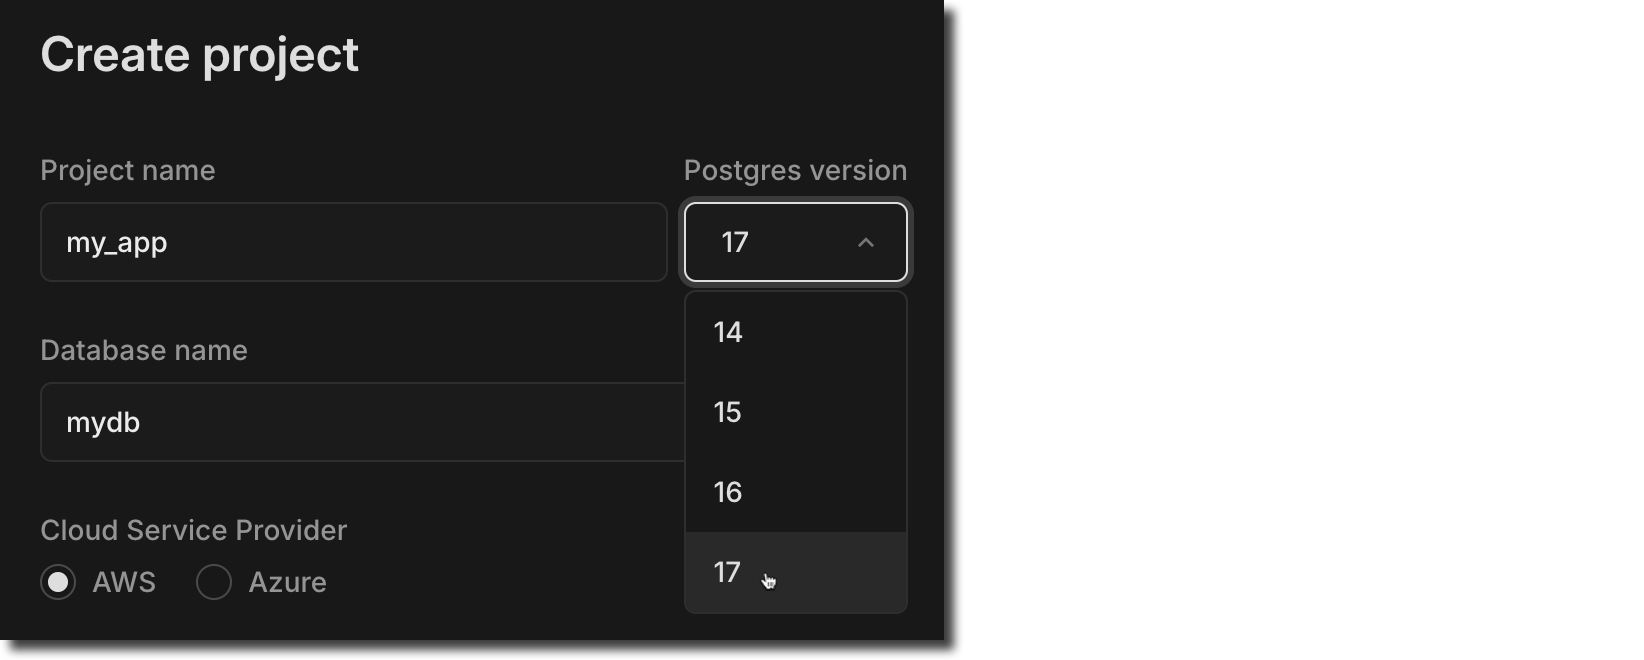 Create project
Project name
Postgres version
my_app
17
14
Database name
15
mydb
16
Cloud Service Provider
17
AWS
Azure